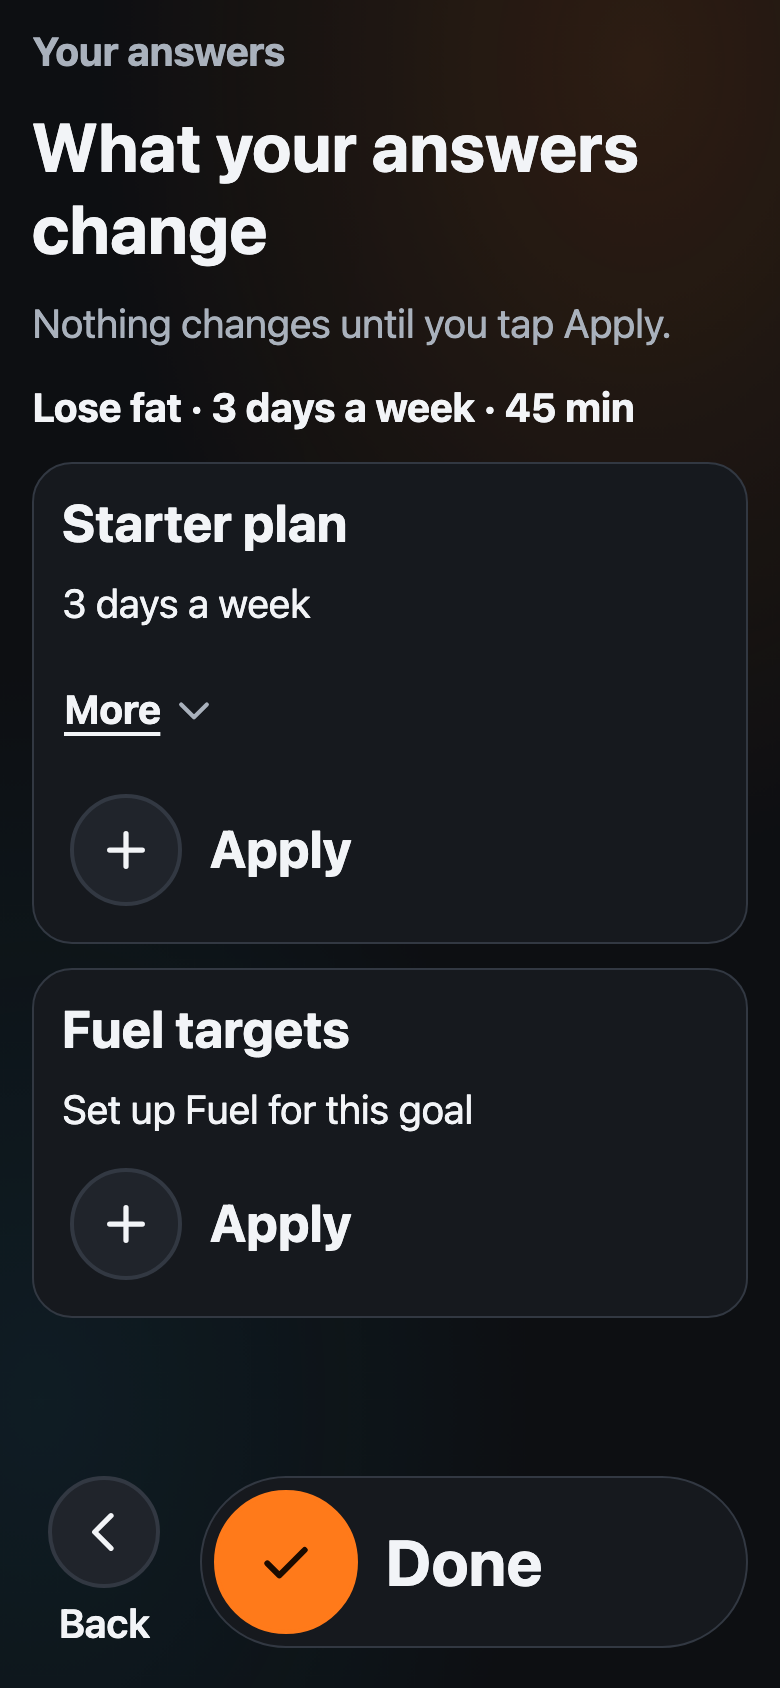 Your answers
What your answers
change
Nothing changes until you tap Apply.
Lose fat · 3 days a week · 45 min
Starter plan
3 days a week
More
Apply
Fuel targets
Set up Fuel for this goal
Apply
Back
Done